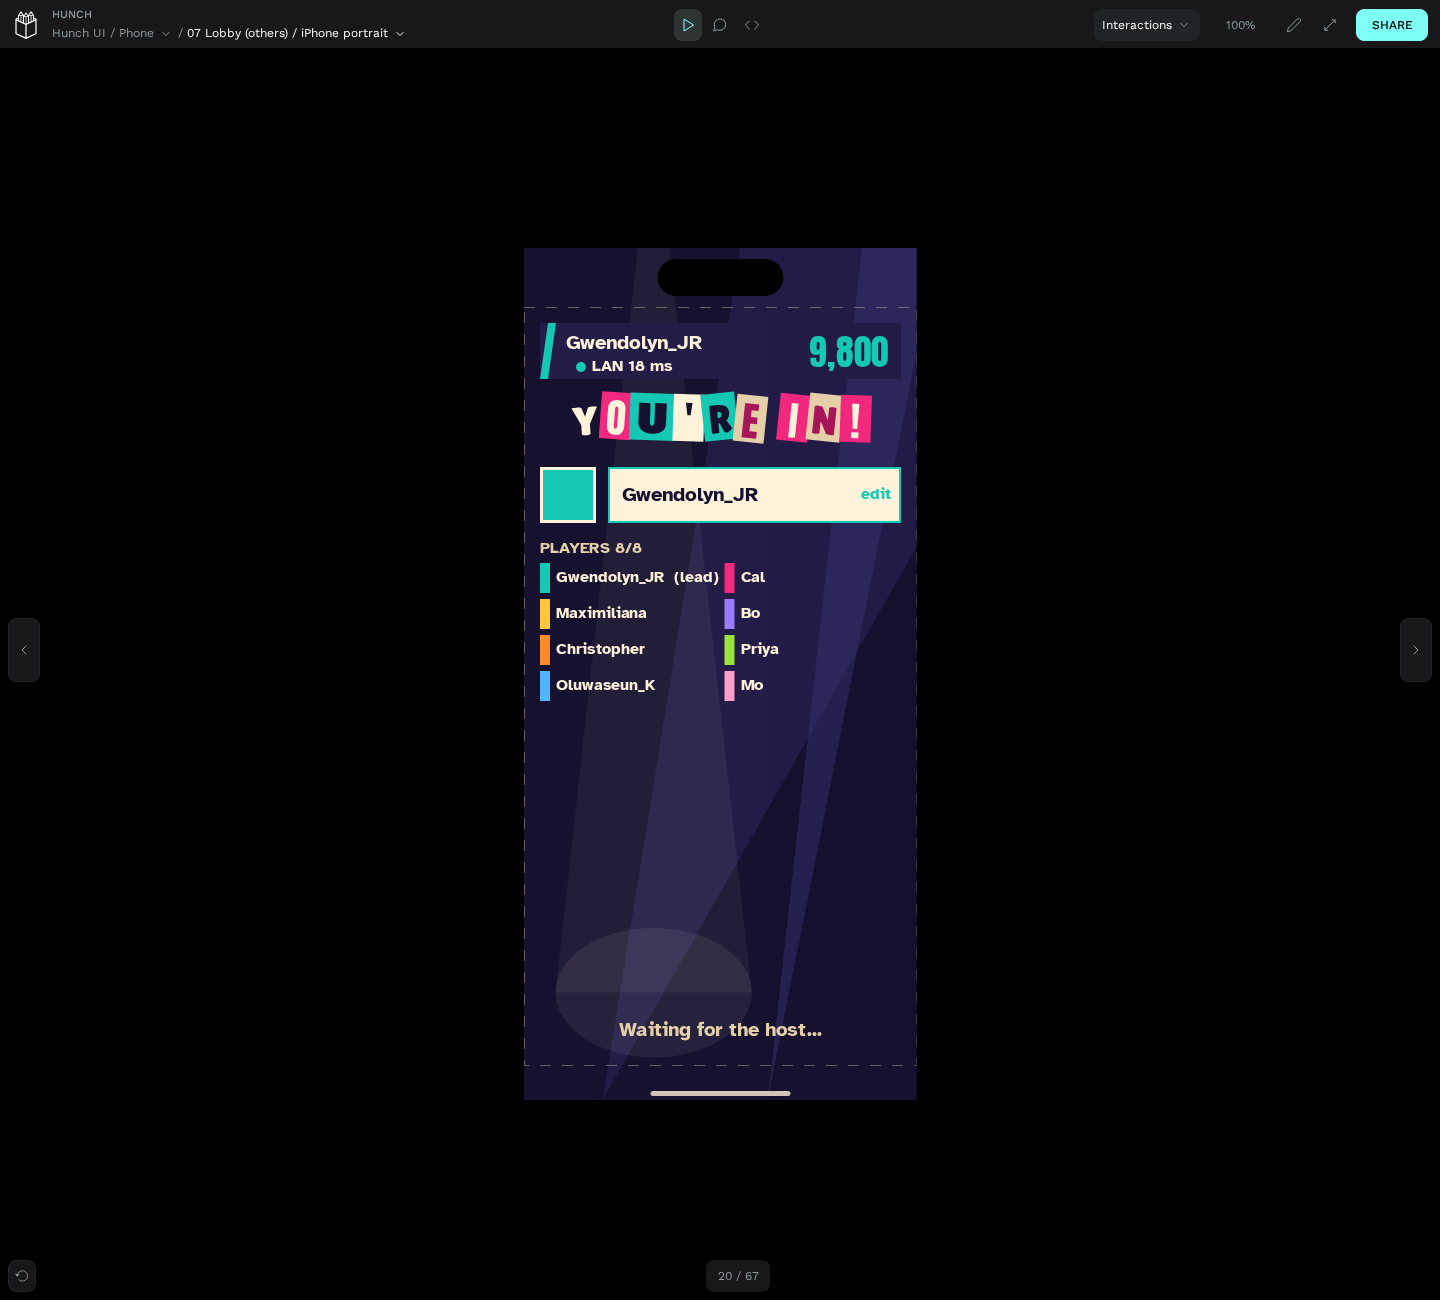 HUNCH
Hunch UI / Phone / 07 Lobby (others) / iPhone portrait
Interactions
100%
SHARE
Gwendolyn_JR
LAN 18 ms
9,800
YOU'RE IN!
Gwendolyn_JR
edit
PLAYERS 8/8
Gwendolyn_JR (lead)
Cal
Maximiliana
Bo
Christopher
Priya
Oluwaseun_K
Mo
Waiting for the host...
20 / 67